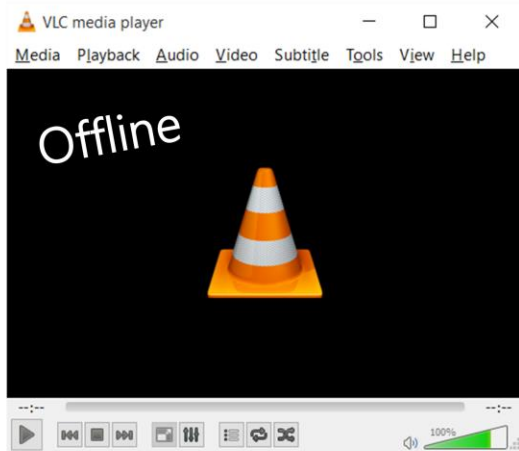 VLC media player
Media Playback Audio Video Subtitle Tools View Help
Offline
--:-- --:--
100%